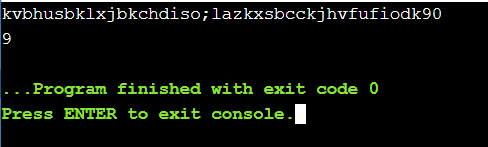 kvbhusbklxjbkchdiso;lazkxsbcckjhvfufiodk90
9
...Program finished with exit code 0
Press ENTER to exit console.